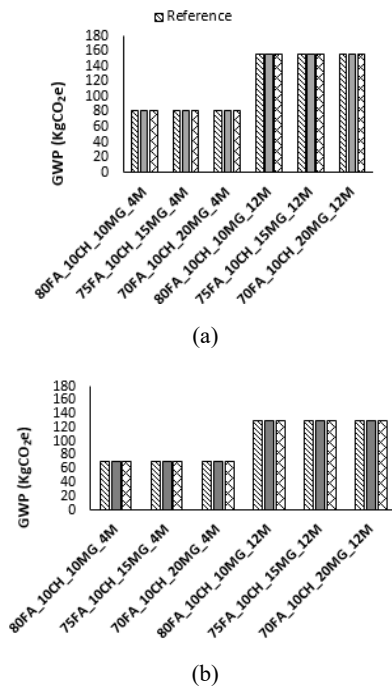 Reference
GWP (KgCO₂e)
180
160
140
120
100
80
60
40
20
0
80FA_10CH_10MG_4M
75FA_10CH_15MG_4M
70FA_10CH_20MG_4M
80FA_10CH_10MG_12M
75FA_10CH_15MG_12M
70FA_10CH_20MG_12M
(a)
GWP (KgCO₂e)
180
160
140
120
100
80
60
40
20
0
80FA_10CH_10MG_4M
75FA_10CH_15MG_4M
70FA_10CH_20MG_4M
80FA_10CH_10MG_12M
75FA_10CH_15MG_12M
70FA_10CH_20MG_12M
(b)